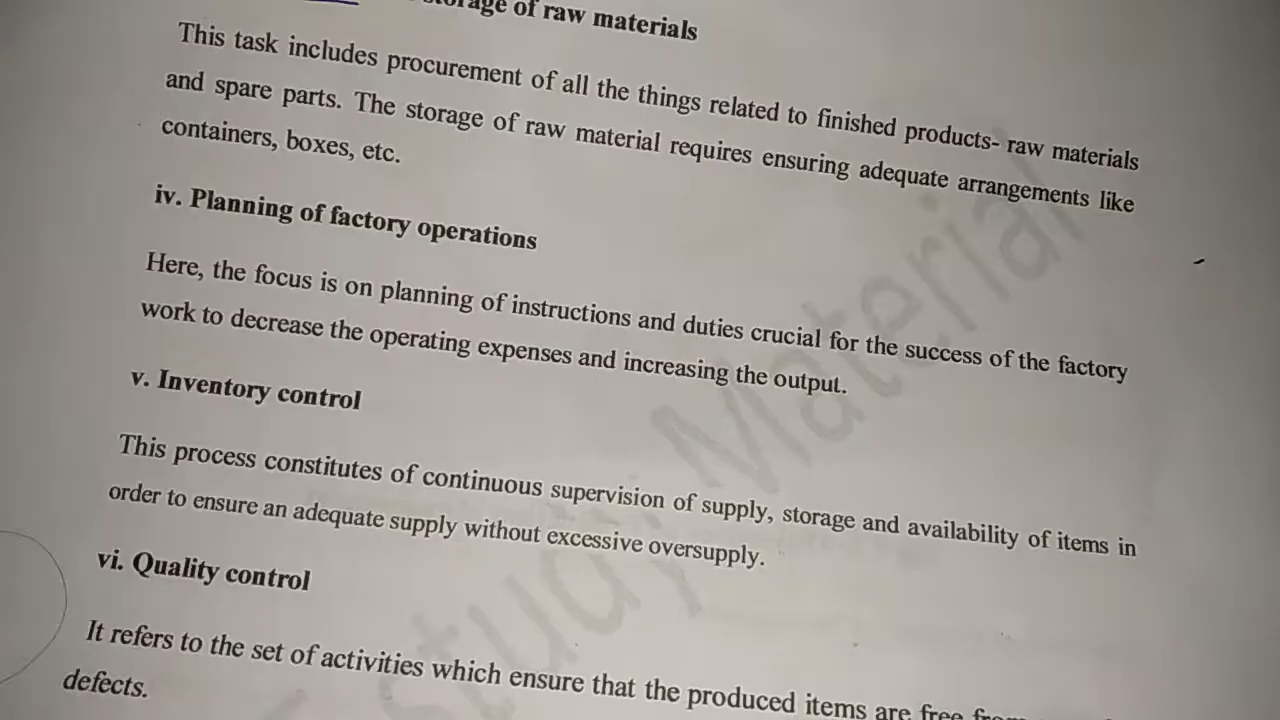 storage of raw materials
This task includes procurement of all the things related to finished products- raw materials
and spare parts. The storage of raw material requires ensuring adequate arrangements like
containers, boxes, etc.
iv. Planning of factory operations
Here, the focus is on planning of instructions and duties crucial for the success of the factory
work to decrease the operating expenses and increasing the output.
v. Inventory control
This process constitutes of continuous supervision of supply, storage and availability of items in
order to ensure an adequate supply without excessive oversupply.
vi. Quality control
It refers to the set of activities which ensure that the produced items are free from
defects.
Study Material